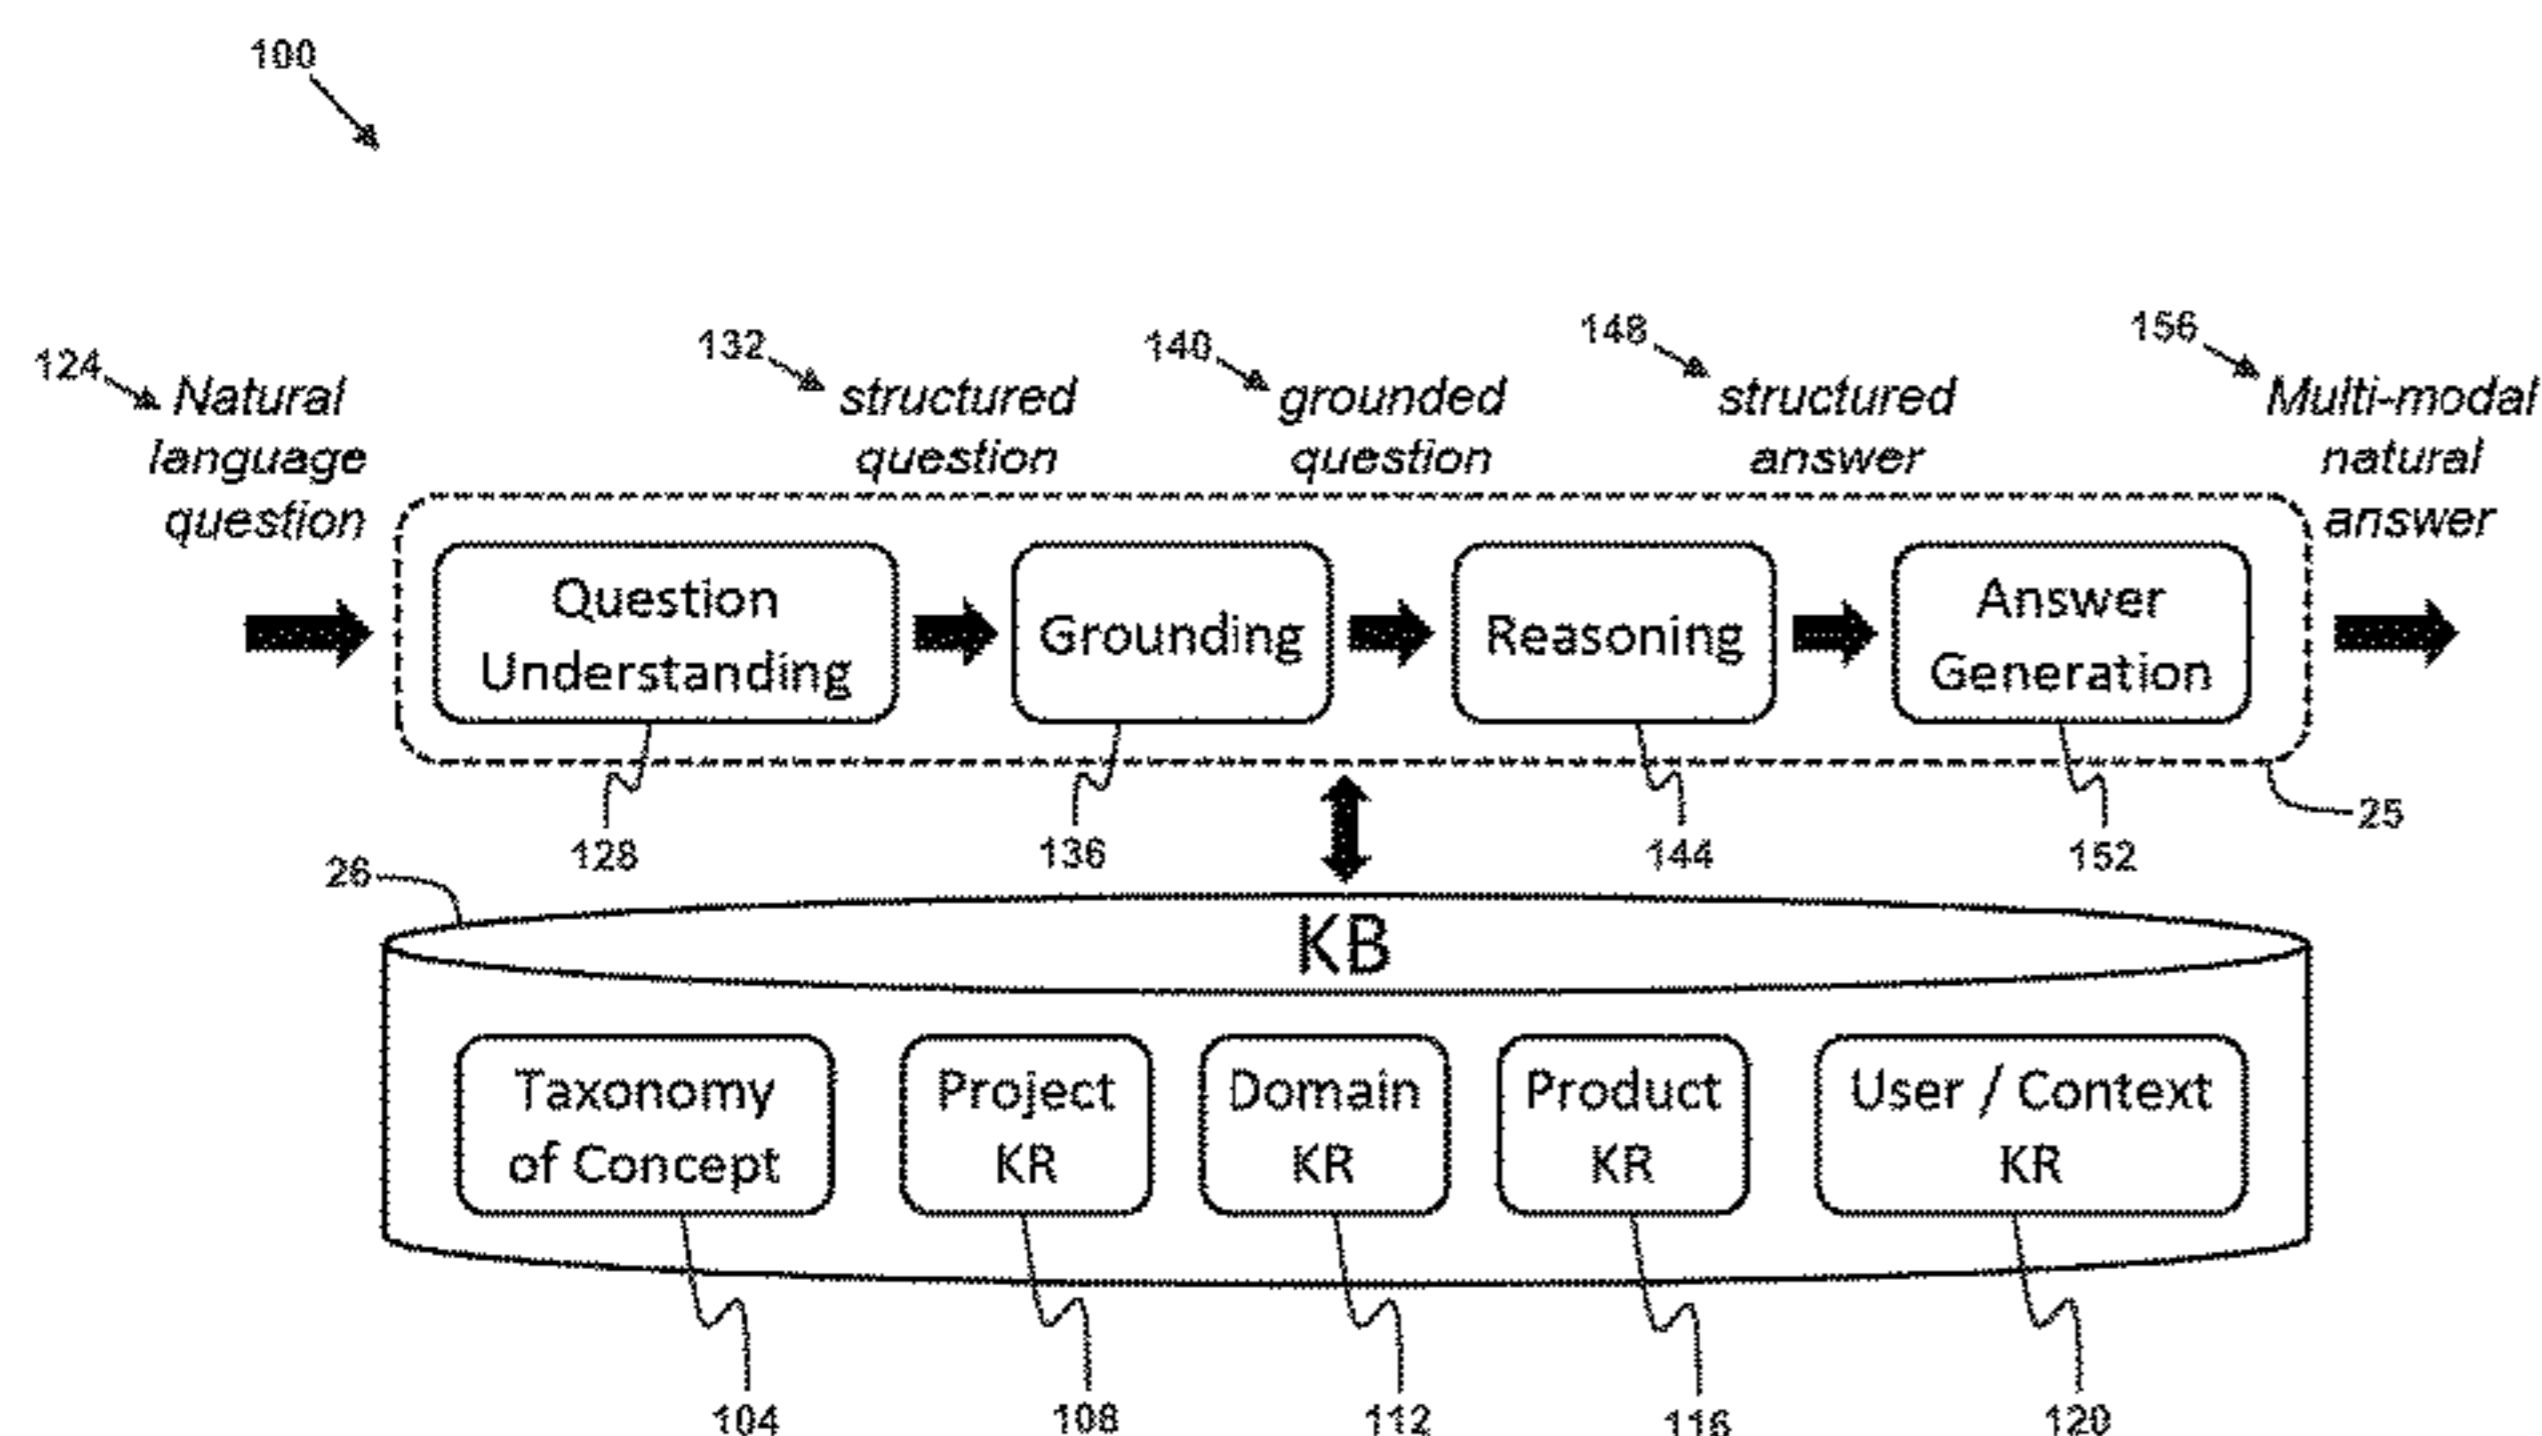 100
124
132
140
148
156
Natural
language
question
structured
question
grounded
question
structured
answer
Multi-modal
natural
answer
Question
Understanding
Grounding
Reasoning
Answer
Generation
128
136
144
152
25
26
KB
Taxonomy
of Concept
Project
KR
Domain
KR
Product
KR
User / Context
KR
104
108
112
116
120